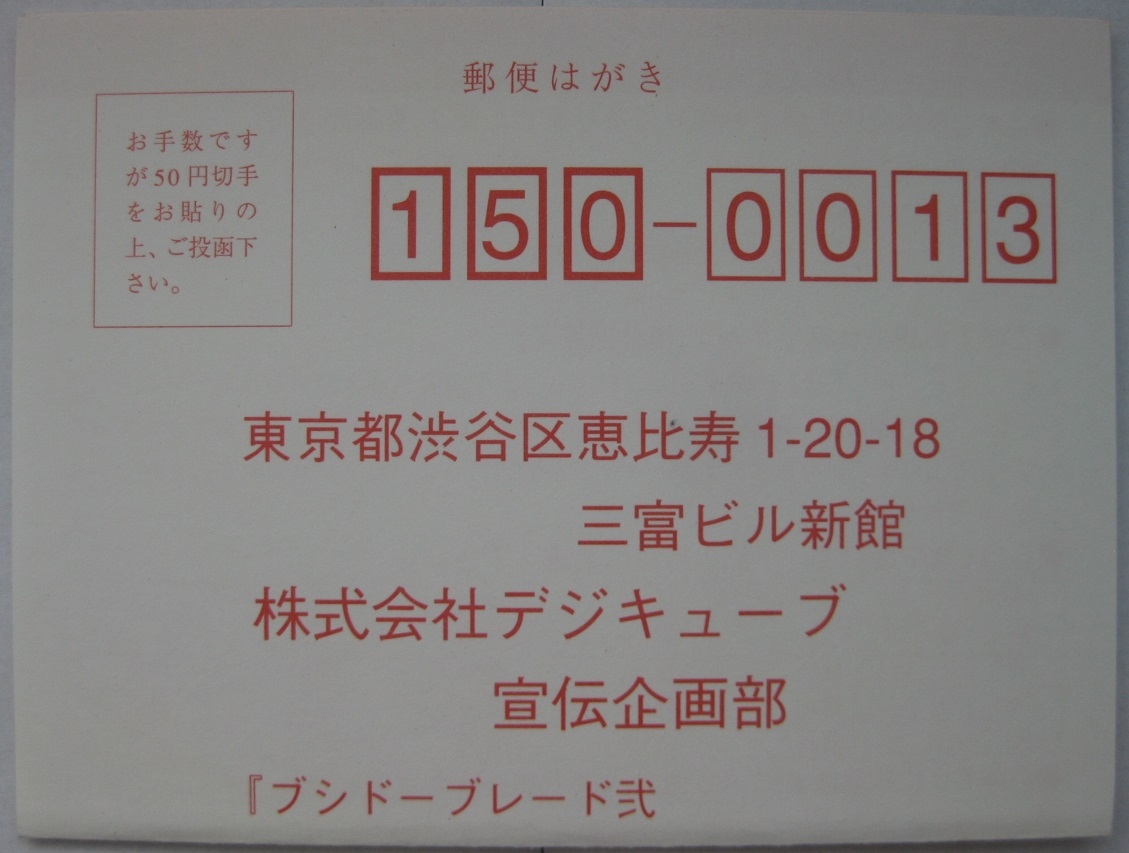 郵便はがき
お手数です
が50円切手
をお貼りの
上、ご投函下
さい。
150-0013
東京都渋谷区恵比寿1-20-18
三富ビル新館
株式会社デジキューブ
宣伝企画部
『ブシドーブレード弐